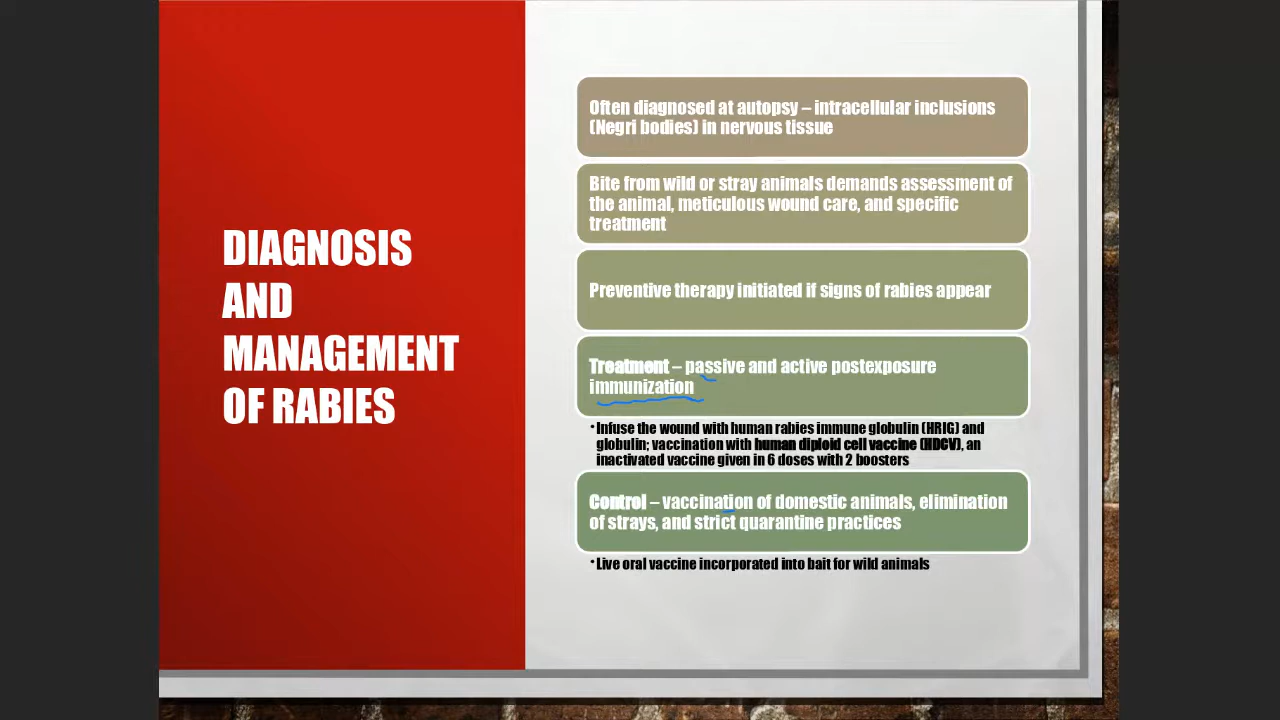 DIAGNOSIS
AND
MANAGEMENT
OF RABIES
Often diagnosed at autopsy – intracellular inclusions
(Negri bodies) in nervous tissue
Bite from wild or stray animals demands assessment of
the animal, meticulous wound care, and specific
treatment
Preventive therapy initiated if signs of rabies appear
Treatment – passive and active postexposure
immunization
•Infuse the wound with human rabies immune globulin (HRIG) and
globulin; vaccination with human diploid cell vaccine (HDCV), an
inactivated vaccine given in 6 doses with 2 boosters
Control – vaccination of domestic animals, elimination
of strays, and strict quarantine practices
•Live oral vaccine incorporated into bait for wild animals